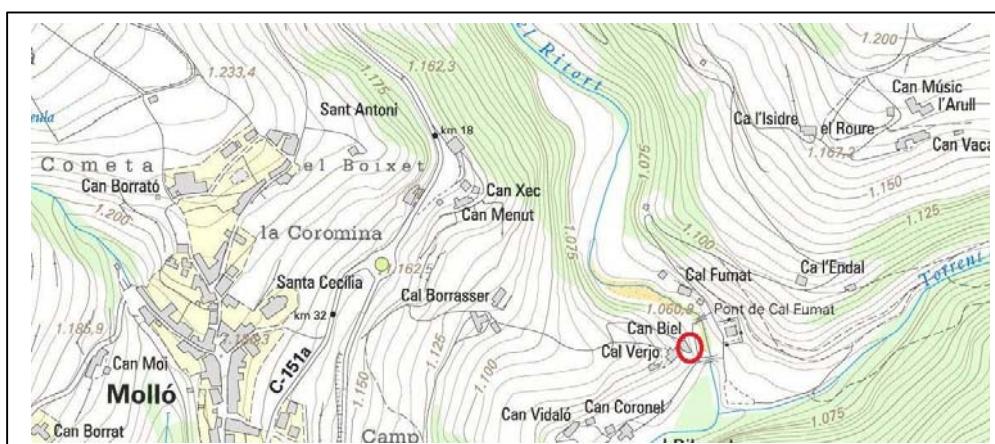 1.233,4
1.175
1.162,3
el Ritort
1.200
Can Músic
l'Arull
Sant Antoni
km 18
Ca l'Isidre
el Roure
Can Vaca
1.167,2
Cometa
el Boixet
Can Borrató
Can Xec
Can Menut
1.075
1.150
1.125
1.200
la Coromina
1.075
1.100
Santa Cecília
1.162,5
Cal Borrasser
Cal Fumat
Ca l'Endal
Torrent
km 32
1.060,8
Pont de Cal Fumat
1.185,9
Can Biel
Cal Verjo
Can Moi
C-151a
1.125
1.100
Molló
1.150
Can Vidaló
Can Coronel
1.075
Can Borrat
Camp